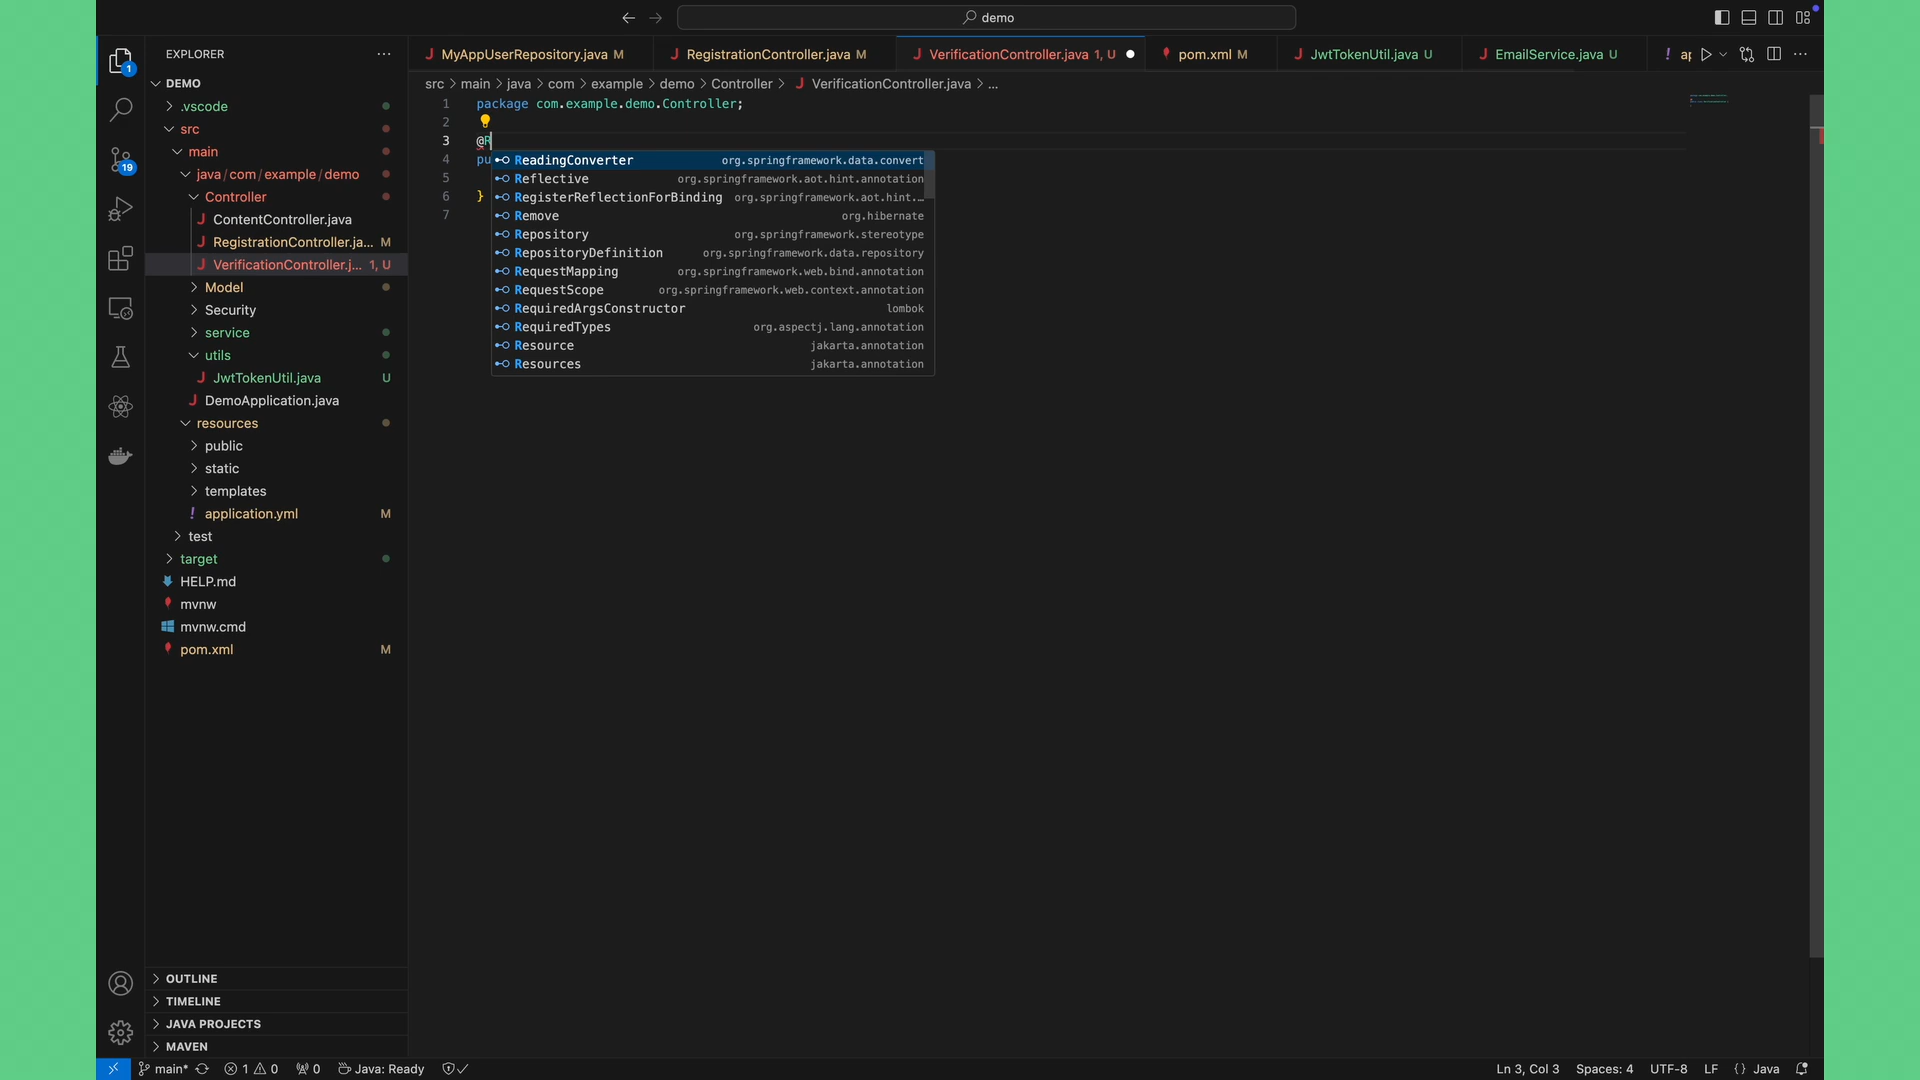 demo
EXPLORER
MyAppUserRepository.java M
RegistrationController.java M
VerificationController.java 1, U
pom.xml M
JwtTokenUtil.java U
EmailService.java U
! ap
DEMO
src > main > java > com > example > demo > Controller > VerificationController.java > ...
.vscode
src
main
java/com/example/demo
Controller
ContentController.java
RegistrationController.ja... M
VerificationController.j... 1, U
Model
Security
service
utils
JwtTokenUtil.java U
DemoApplication.java
resources
public
static
templates
! application.yml M
test
target
HELP.md
mvnw
mvnw.cmd
pom.xml M
1 package com.example.demo.Controller;
2
3 @R
4 pu
5
6 }
7
ReadingConverter org.springframework.data.convert
Reflective org.springframework.aot.hint.annotation
RegisterReflectionForBinding org.springframework.aot.hint.…
Remove org.hibernate
Repository org.springframework.stereotype
RepositoryDefinition org.springframework.data.repository
RequestMapping org.springframework.web.bind.annotation
RequestScope org.springframework.web.context.annotation
RequiredArgsConstructor lombok
RequiredTypes org.aspectj.lang.annotation
Resource jakarta.annotation
Resources jakarta.annotation
1
19
OUTLINE
TIMELINE
JAVA PROJECTS
MAVEN
main* 1 0 0 Java: Ready
Ln 3, Col 3 Spaces: 4 UTF-8 LF {} Java